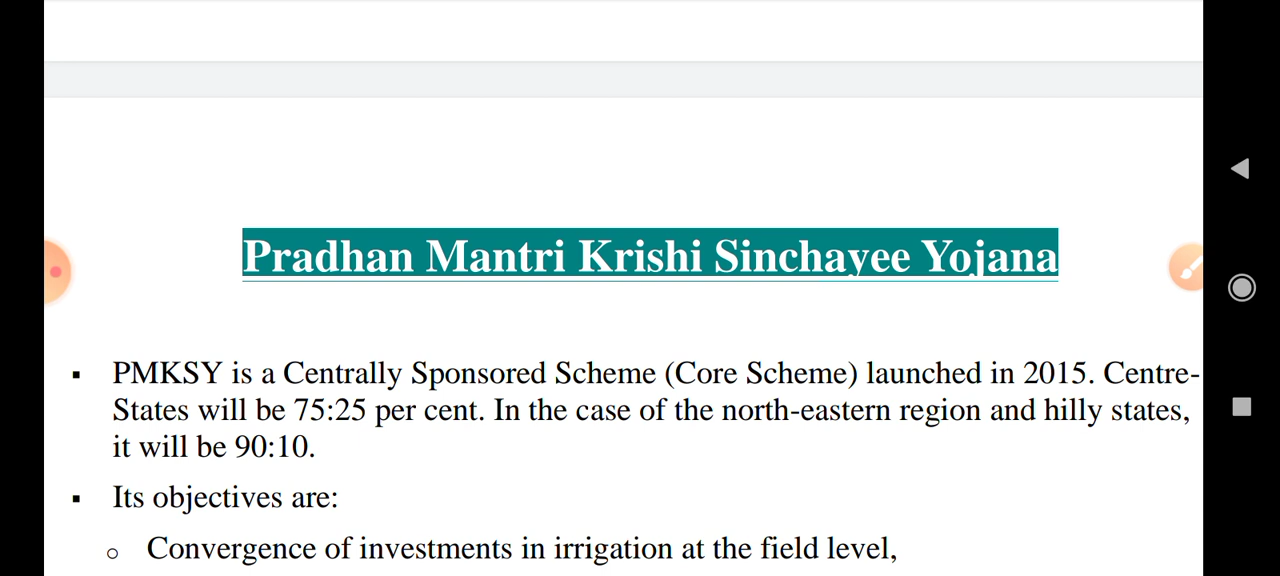 Pradhan Mantri Krishi Sinchayee Yojana
▪ PMKSY is a Centrally Sponsored Scheme (Core Scheme) launched in 2015. Centre-
States will be 75:25 per cent. In the case of the north-eastern region and hilly states,
it will be 90:10.
▪ Its objectives are:
o Convergence of investments in irrigation at the field level,